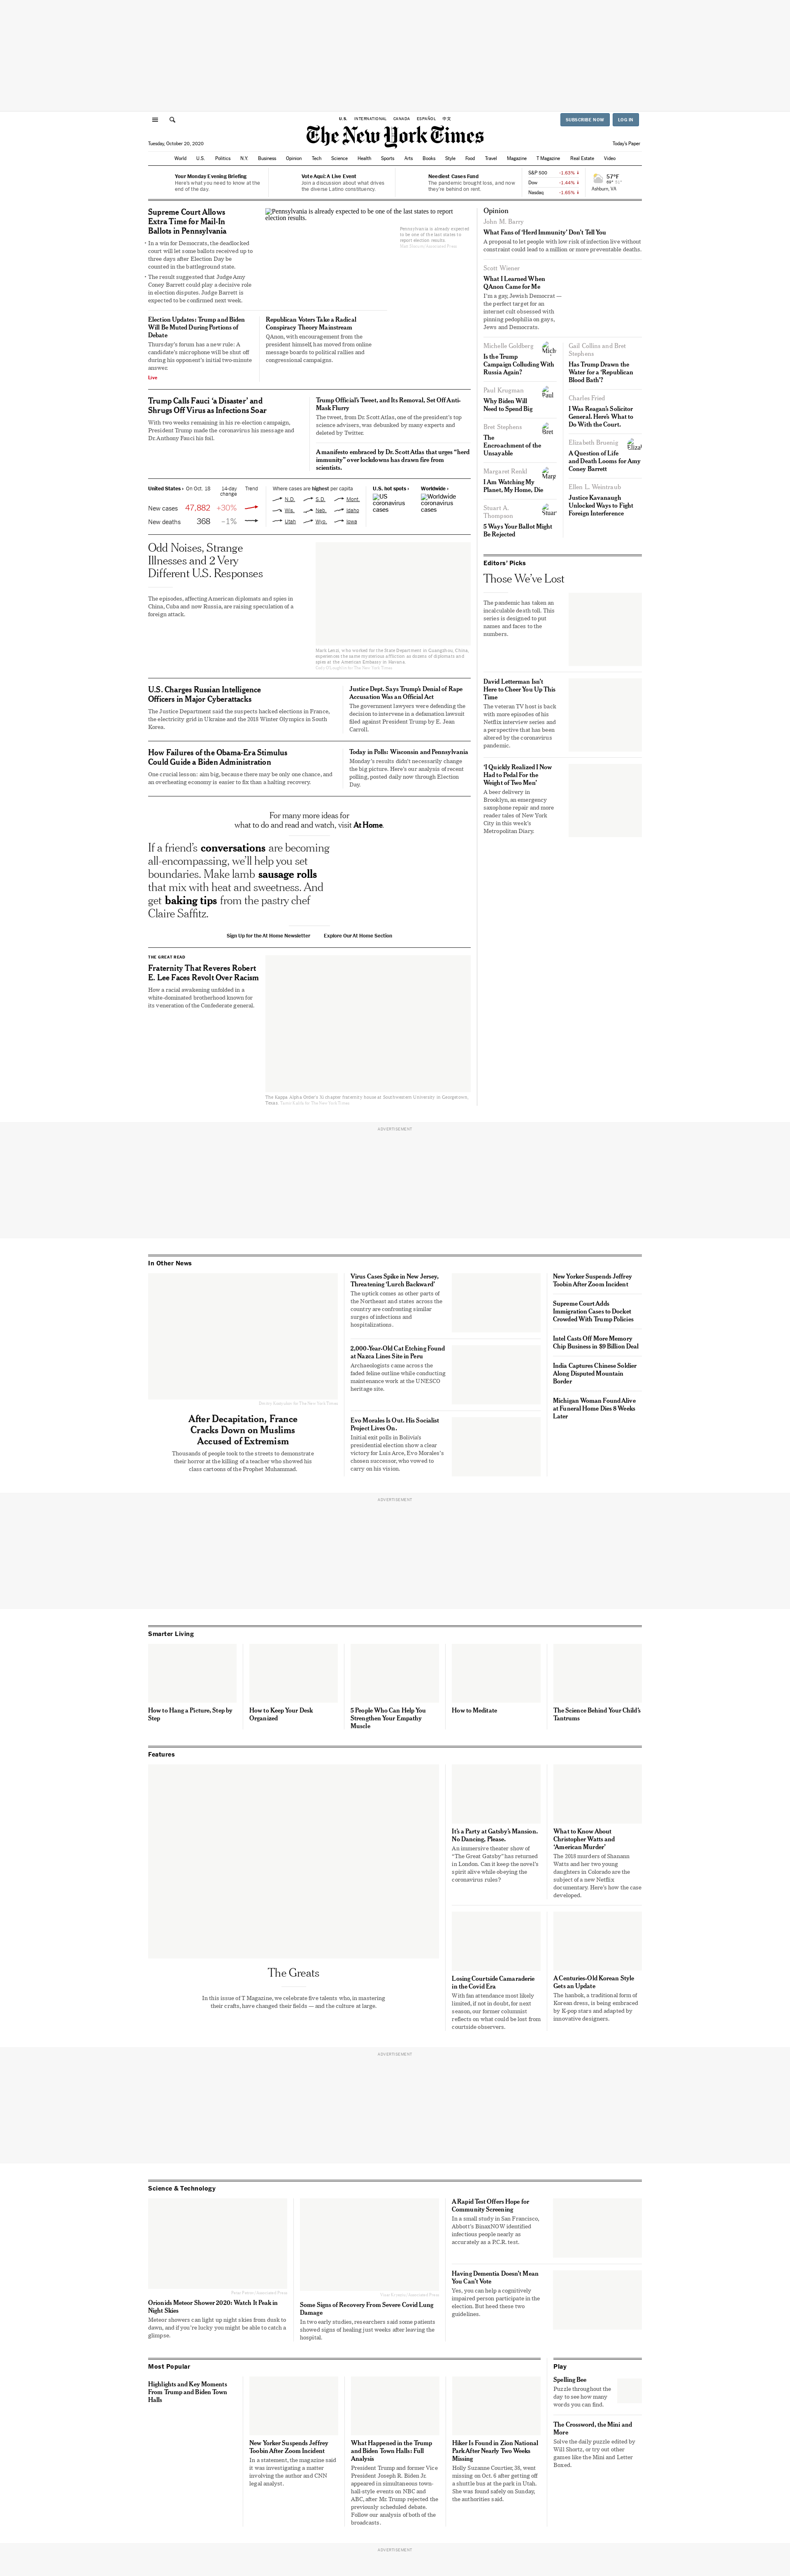 U.S.
INTERNATIONAL
CANADA
ESPAÑOL
中文
SUBSCRIBE NOW
LOG IN
Tuesday, October 20, 2020
The New York Times
Today's Paper
World
U.S.
Politics
N.Y.
Business
Opinion
Tech
Science
Health
Sports
Arts
Books
Style
Food
Travel
Magazine
T Magazine
Real Estate
Video
Your Monday Evening Briefing
Here's what you need to know at the
end of the day.
Vote Aquí: A Live Event
Join a discussion about what drives
the diverse Latino constituency.
Neediest Cases Fund
The pandemic brought loss, and now
they're behind on rent.
S&P 500 -1.63% ↓
Dow -1.44% ↓
Nasdaq -1.65% ↓
57°F
Ashburn, VA
Supreme Court Allows
Extra Time for Mail-In
Ballots in Pennsylvania
• In a win for Democrats, the deadlocked
court will let some ballots received up to
three days after Election Day be
counted in the battleground state.
• The result suggested that Judge Amy
Coney Barrett could play a decisive role
in election disputes. Judge Barrett is
expected to be confirmed next week.
Pennsylvania is already expected to be one of the last states to report
election results.
Pennsylvania is already expected
to be one of the last states to
report election results.
Election Updates: Trump and Biden
Will Be Muted During Portions of
Debate
Thursday's forum has a new rule: A
candidate's microphone will be shut off
during his opponent's initial two-minute
answer.
Live
Republican Voters Take a Radical
Conspiracy Theory Mainstream
QAnon, with encouragement from the
president himself, has moved from online
message boards to political rallies and
congressional campaigns.
Trump Calls Fauci 'a Disaster' and
Shrugs Off Virus as Infections Soar
With two weeks remaining in his re-election campaign,
President Trump made the coronavirus his message and
Dr. Anthony Fauci his foil.
Trump Official's Tweet, and Its Removal, Set Off Anti-
Mask Flurry
The tweet, from Dr. Scott Atlas, one of the president's top
science advisers, was debunked by many experts and
deleted by Twitter.
A manifesto embraced by Dr. Scott Atlas that urges "herd
immunity" over lockdowns has drawn fire from
scientists.
United States › On Oct. 18 14-day
change Trend
New cases 47,882 +30%
New deaths 368 –1%
Where cases are highest per capita
N.D. S.D. Mont.
Wis. Neb. Idaho
Utah Wyo. Iowa
U.S. hot spots ›
US
coronavirus
cases
Worldwide ›
Worldwide
coronavirus
cases
Odd Noises, Strange
Illnesses and 2 Very
Different U.S. Responses
The episodes, affecting American diplomats and spies in
China, Cuba and now Russia, are raising speculation of a
foreign attack.
Mark Lenzi, who worked for the State Department in Guangzhou, China,
experiences the same mysterious affliction as dozens of diplomats and
spies at the American Embassy in Havana.
U.S. Charges Russian Intelligence
Officers in Major Cyberattacks
The Justice Department said the suspects hacked elections in France,
the electricity grid in Ukraine and the 2018 Winter Olympics in South
Korea.
Justice Dept. Says Trump's Denial of Rape
Accusation Was an Official Act
The government lawyers were defending the
decision to intervene in a defamation lawsuit
filed against President Trump by E. Jean
Carroll.
How Failures of the Obama-Era Stimulus
Could Guide a Biden Administration
One crucial lesson: aim big, because there may be only one chance, and
an overheating economy is easier to fix than a halting recovery.
Today in Polls: Wisconsin and Pennsylvania
Monday's results didn't necessarily change
the big picture. Here's our analysis of recent
polling, posted daily now through Election
Day.
For many more ideas for
what to do and read and watch, visit At Home.
If a friend's conversations are becoming
all-encompassing, we'll help you set
boundaries. Make lamb sausage rolls
that mix with heat and sweetness. And
get baking tips from the pastry chef
Claire Saffitz.
Sign Up for the At Home Newsletter
Explore Our At Home Section
THE GREAT READ
Fraternity That Reveres Robert
E. Lee Faces Revolt Over Racism
How a racial awakening unfolded in a
white-dominated brotherhood known for
its veneration of the Confederate general.
The Kappa Alpha Order's Xi chapter fraternity house at Southwestern University in Georgetown,
Texas.
Opinion
John M. Barry
What Fans of 'Herd Immunity' Don't Tell You
A proposal to let people with low risk of infection live without
constraint could lead to a million or more preventable deaths.
Scott Wiener
What I Learned When
QAnon Came for Me
I'm a gay, Jewish Democrat —
the perfect target for an
internet cult obsessed with
pinning pedophilia on gays,
Jews and Democrats.
Michelle Goldberg
Is the Trump
Campaign Colluding With
Russia Again?
Paul Krugman
Why Biden Will
Need to Spend Big
Bret Stephens
The
Encroachment of the
Unsayable
Margaret Renkl
I Am Watching My
Planet, My Home, Die
Stuart A.
Thompson
5 Ways Your Ballot Might
Be Rejected
Gail Collins and Bret
Stephens
Has Trump Drawn the
Water for a 'Republican
Blood Bath'?
Charles Fried
I Was Reagan's Solicitor
General. Here's What to
Do With the Court.
Elizabeth Bruenig
A Question of Life
and Death Looms for Amy
Coney Barrett
Ellen L. Weintraub
Justice Kavanaugh
Unlocked Ways to Fight
Foreign Interference
Editors' Picks
Those We've Lost
The pandemic has taken an
incalculable death toll. This
series is designed to put
names and faces to the
numbers.
David Letterman Isn't
Here to Cheer You Up This
Time
The veteran TV host is back
with more episodes of his
Netflix interview series and
a perspective that has been
altered by the coronavirus
pandemic.
'I Quickly Realized I Now
Had to Pedal For the
Weight of Two Men'
A beer delivery in
Brooklyn, an emergency
saxophone repair and more
reader tales of New York
City in this week's
Metropolitan Diary.
ADVERTISEMENT
In Other News
After Decapitation, France
Cracks Down on Muslims
Accused of Extremism
Thousands of people took to the streets to demonstrate
their horror at the killing of a teacher who showed his
class cartoons of the Prophet Muhammad.
Virus Cases Spike in New Jersey,
Threatening 'Lurch Backward'
The uptick comes as other parts of
the Northeast and states across the
country are confronting similar
surges of infections and
hospitalizations.
2,000-Year-Old Cat Etching Found
at Nazca Lines Site in Peru
Archaeologists came across the
faded feline outline while conducting
maintenance work at the UNESCO
heritage site.
Evo Morales Is Out. His Socialist
Project Lives On.
Initial exit polls in Bolivia's
presidential election show a clear
victory for Luis Arce, Evo Morales's
chosen successor, who vowed to
carry on his vision.
New Yorker Suspends Jeffrey
Toobin After Zoom Incident
Supreme Court Adds
Immigration Cases to Docket
Crowded With Trump Policies
Intel Casts Off More Memory
Chip Business in $9 Billion Deal
India Captures Chinese Soldier
Along Disputed Mountain
Border
Michigan Woman Found Alive
at Funeral Home Dies 8 Weeks
Later
ADVERTISEMENT
Smarter Living
How to Hang a Picture, Step by
Step
How to Keep Your Desk
Organized
5 People Who Can Help You
Strengthen Your Empathy
Muscle
How to Meditate
The Science Behind Your Child's
Tantrums
Features
The Greats
In this issue of T Magazine, we celebrate five talents who, in mastering
their crafts, have changed their fields — and the culture at large.
It's a Party at Gatsby's Mansion.
No Dancing, Please.
An immersive theater show of
"The Great Gatsby" has returned
in London. Can it keep the novel's
spirit alive while obeying the
coronavirus rules?
What to Know About
Christopher Watts and
'American Murder'
The 2018 murders of Shanann
Watts and her two young
daughters in Colorado are the
subject of a new Netflix
documentary. Here's how the case
developed.
Losing Courtside Camaraderie
in the Covid Era
With fan attendance most likely
limited, if not in doubt, for next
season, our former columnist
reflects on what could be lost from
courtside observers.
A Centuries-Old Korean Style
Gets an Update
The hanbok, a traditional form of
Korean dress, is being embraced
by K-pop stars and adapted by
innovative designers.
ADVERTISEMENT
Science & Technology
Orionids Meteor Shower 2020: Watch It Peak in
Night Skies
Meteor showers can light up night skies from dusk to
dawn, and if you're lucky you might be able to catch a
glimpse.
Some Signs of Recovery From Severe Covid Lung
Damage
In two early studies, researchers said some patients
showed signs of healing just weeks after leaving the
hospital.
A Rapid Test Offers Hope for
Community Screening
In a small study in San Francisco,
Abbott's BinaxNOW identified
infectious people nearly as
accurately as a P.C.R. test.
Having Dementia Doesn't Mean
You Can't Vote
Yes, you can help a cognitively
impaired person participate in the
election. But heed these two
guidelines.
Most Popular
Highlights and Key Moments
From Trump and Biden Town
Halls
New Yorker Suspends Jeffrey
Toobin After Zoom Incident
In a statement, the magazine said
it was investigating a matter
involving the author and CNN
legal analyst.
What Happened in the Trump
and Biden Town Halls: Full
Analysis
President Trump and former Vice
President Joseph R. Biden Jr.
appeared in simultaneous town-
hall-style events on NBC and
ABC, after Mr. Trump rejected the
previously scheduled debate.
Follow our analysis of both of the
broadcasts.
Hiker Is Found in Zion National
Park After Nearly Two Weeks
Missing
Holly Suzanne Courtier, 38, went
missing on Oct. 6 after getting off
a shuttle bus at the park in Utah.
She was found safely on Sunday,
the authorities said.
Play
Spelling Bee
Puzzle throughout the
day to see how many
words you can find.
The Crossword, the Mini and
More
Solve the daily puzzle edited by
Will Shortz, or try out other
games like the Mini and Letter
Boxed.
ADVERTISEMENT